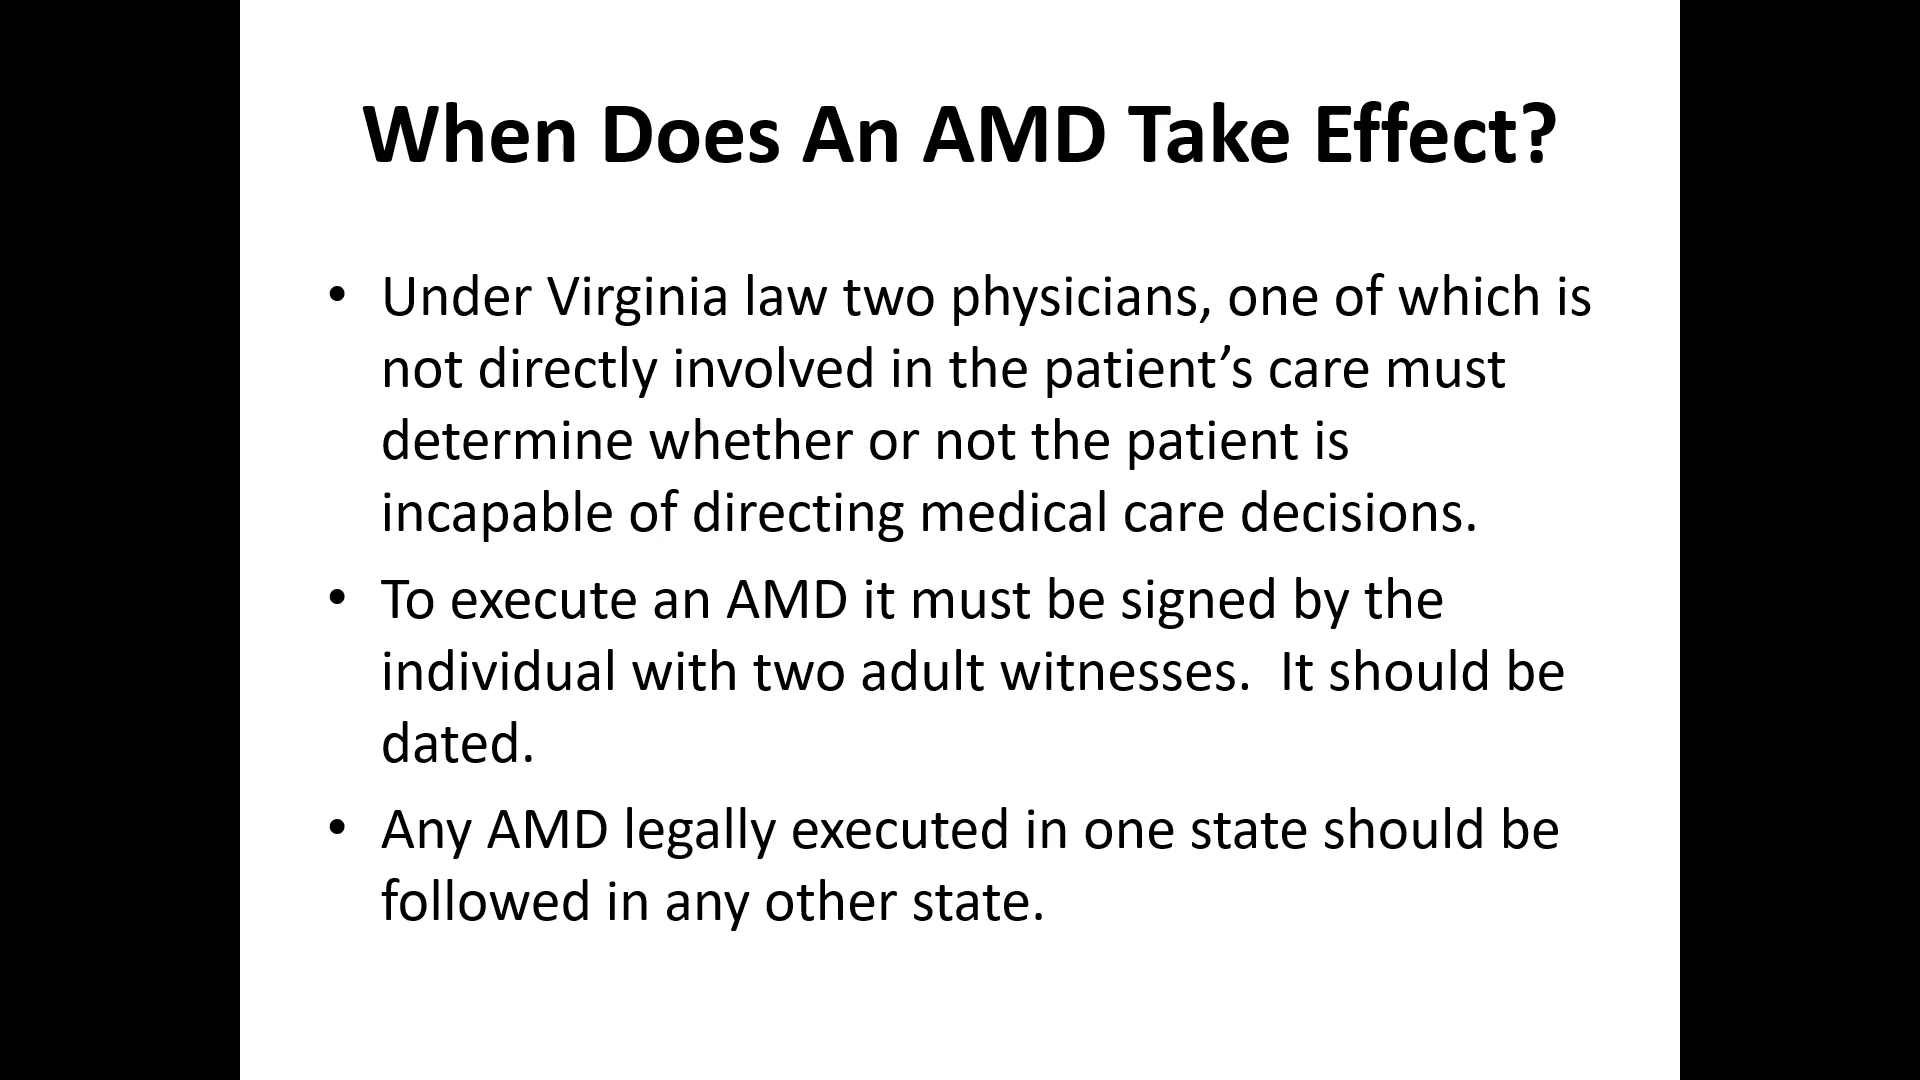 When Does An AMD Take Effect?
• Under Virginia law two physicians, one of which is
not directly involved in the patient’s care must
determine whether or not the patient is
incapable of directing medical care decisions.
• To execute an AMD it must be signed by the
individual with two adult witnesses.  It should be
dated.
• Any AMD legally executed in one state should be
followed in any other state.